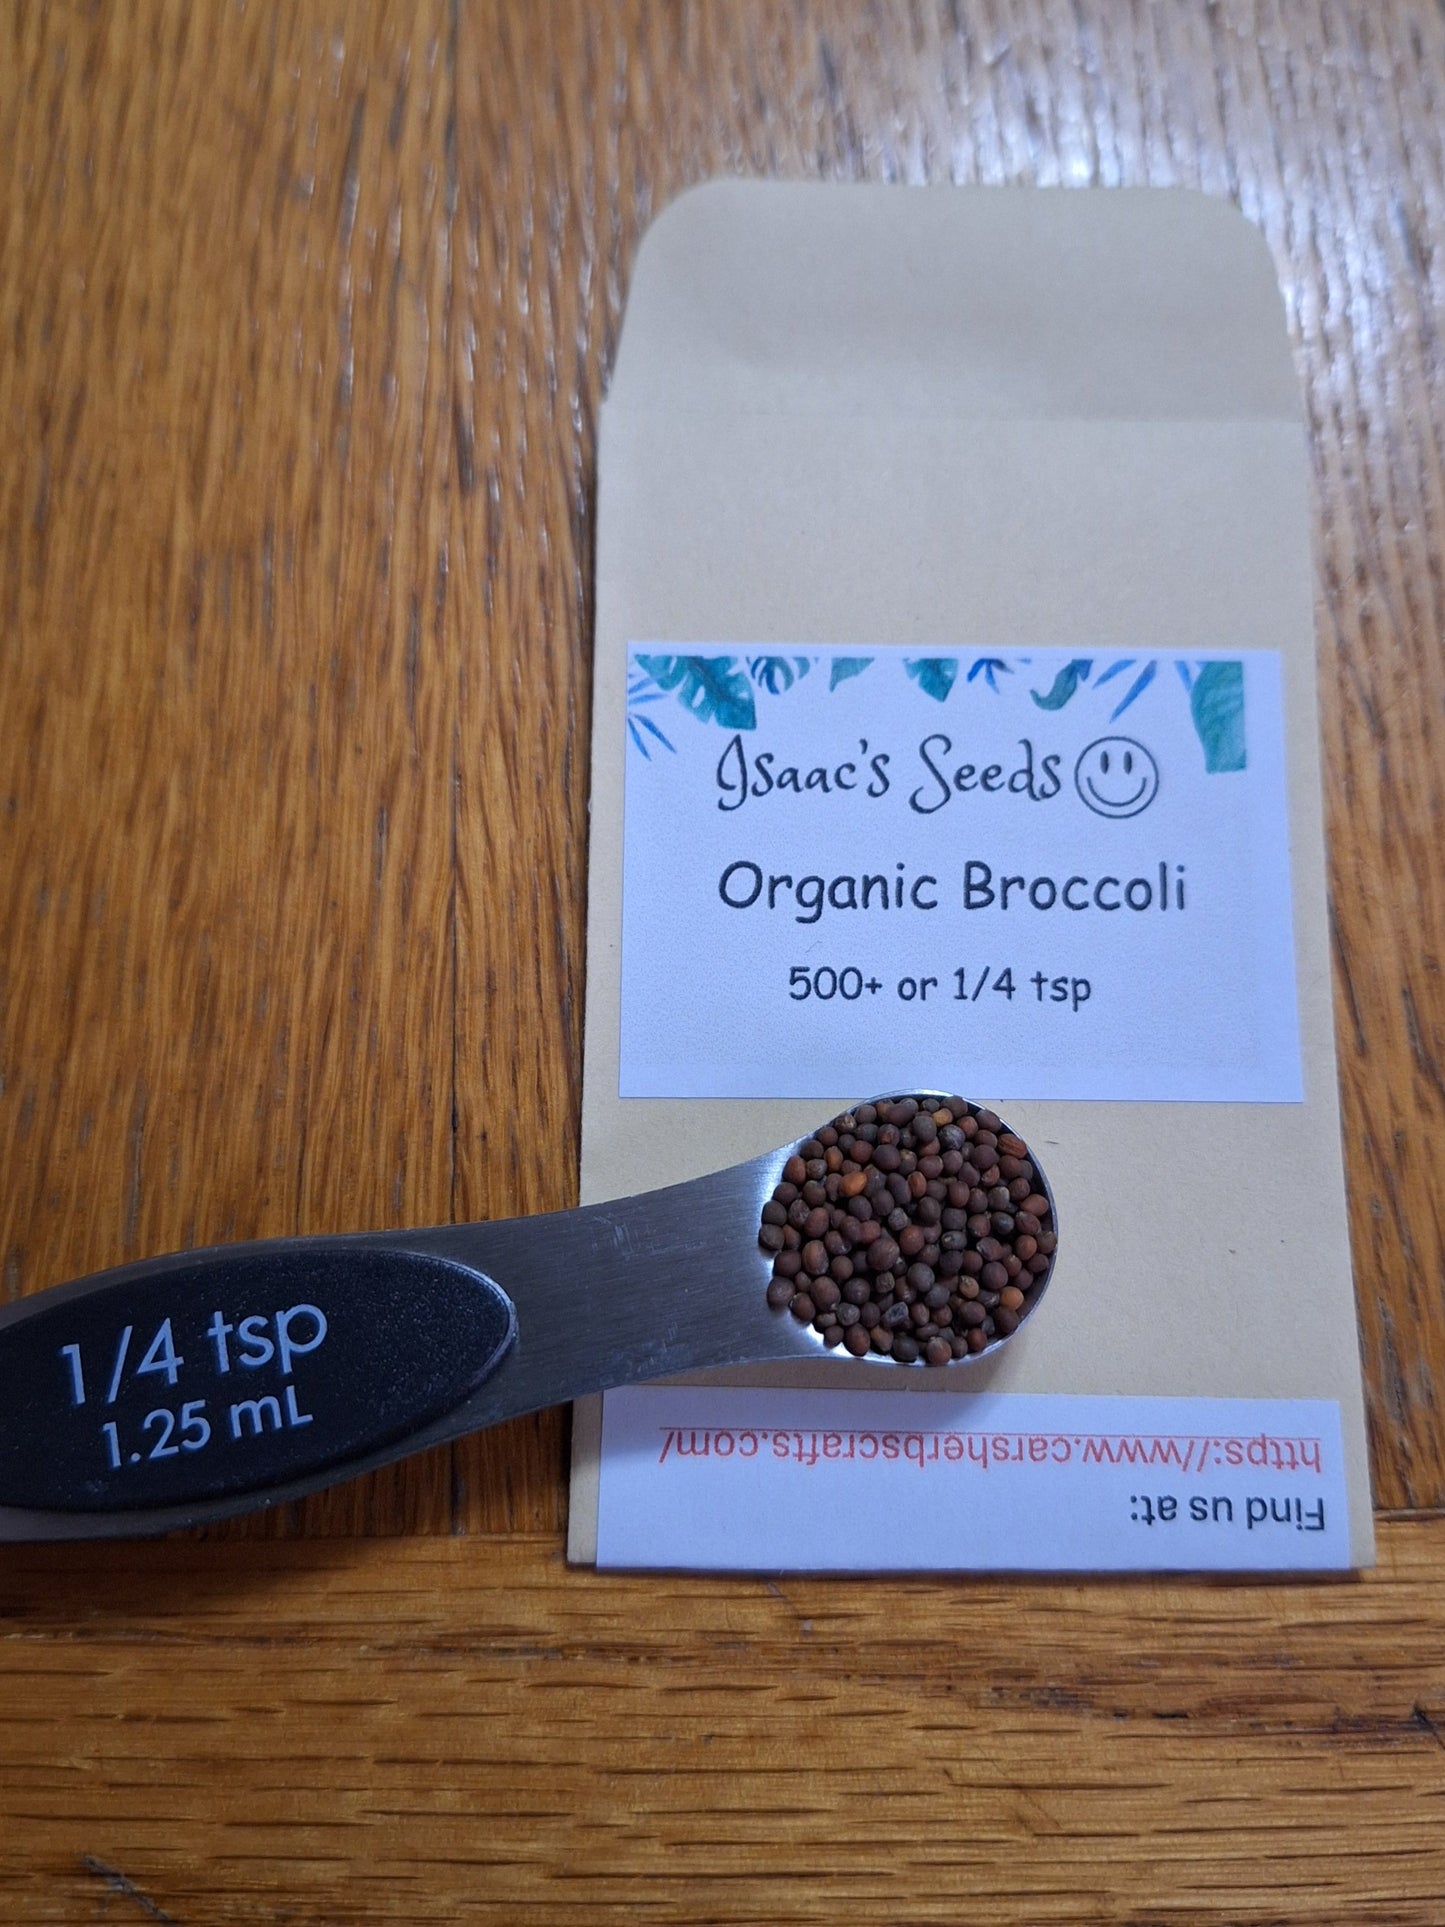 Isaac's Seeds
Organic Broccoli
500+ or 1/4 tsp
1/4 tsp
1.25 mL
Find us at:
https://www.carsherbscrafts.com/